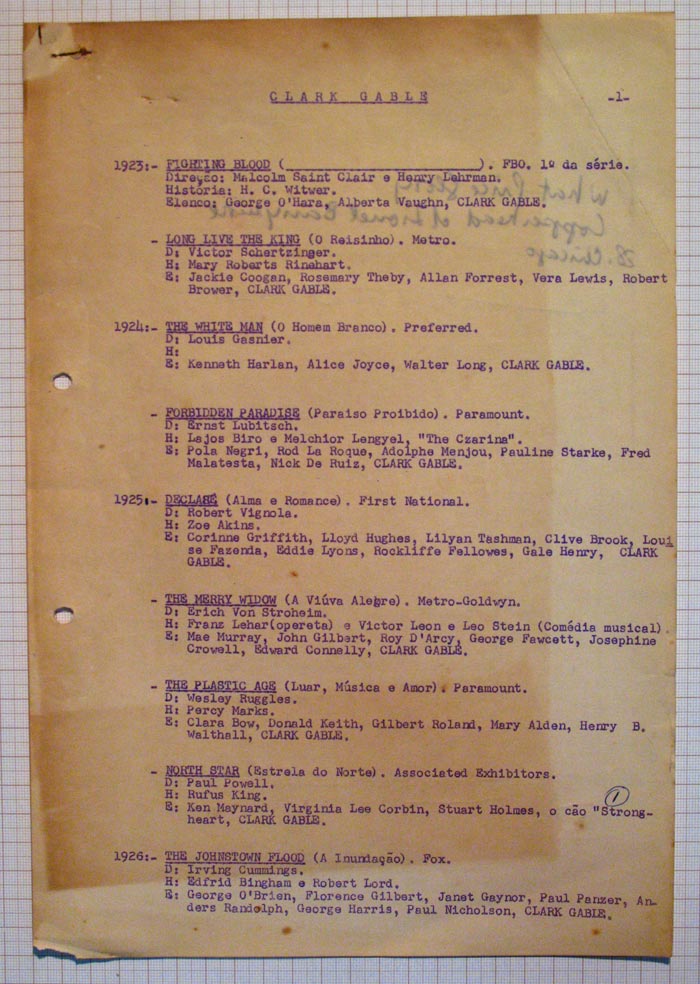 CLARK GABLE -1-
1923:- FIGHTING BLOOD (____________________). FBO. 1º da série.
Direção: Malcolm Saint Clair e Henry Lehrman.
História: H. C. Witwer.
Elenco: George O'Hara, Alberta Vaughn, CLARK GABLE.
- LONG LIVE THE KING (O Reisinho). Metro.
D: Victor Schertzinger.
H: Mary Roberts Rinehart.
E: Jackie Coogan, Rosemary Theby, Allan Forrest, Vera Lewis, Robert
Brower, CLARK GABLE.
1924:- THE WHITE MAN (O Homem Branco). Preferred.
D: Louis Gasnier.
H:
E: Kenneth Harlan, Alice Joyce, Walter Long, CLARK GABLE.
- FORBIDDEN PARADISE (Paraiso Proibido). Paramount.
D: Ernst Lubitsch.
H: Lajos Biro e Melchior Lengyel, "The Czarina".
E: Pola Negri, Rod La Roque, Adolphe Menjou, Pauline Starke, Fred
Malatesta, Nick De Ruiz, CLARK GABLE.
1925:- DECLASÉ (Alma e Romance). First National.
D: Robert Vignola.
H: Zoe Akins.
E: Corinne Griffith, Lloyd Hughes, Lilyan Tashman, Clive Brook, Loui
se Fazenda, Eddie Lyons, Rockliffe Fellowes, Gale Henry, CLARK
GABLE.
- THE MERRY WIDOW (A Viúva Alegre). Metro-Goldwyn.
D: Erich Von Stroheim.
H: Franz Lehar(opereta) e Victor Leon e Leo Stein (Comédia musical).
E: Mae Murray, John Gilbert, Roy D'Arcy, George Fawcett, Josephine
Crowell, Edward Connelly, CLARK GABLE.
- THE PLASTIC AGE (Luar, Música e Amor). Paramount.
D: Wesley Ruggles.
H: Percy Marks.
E: Clara Bow, Donald Keith, Gilbert Roland, Mary Alden, Henry B.
Walthall, CLARK GABLE.
- NORTH STAR (Estrela do Norte). Associated Exhibitors.
D: Paul Powell.
H: Rufus King.
1
E: Ken Maynard, Virginia Lee Corbin, Stuart Holmes, o cão "Strong-
heart, CLARK GABLE.
1926:- THE JOHNSTOWN FLOOD (A Inundação). Fox.
D: Irving Cummings.
H: Edfrid Bingham e Robert Lord.
E: George O'Brien, Florence Gilbert, Janet Gaynor, Paul Panzer, An-
ders Randolph, George Harris, Paul Nicholson, CLARK GABLE.